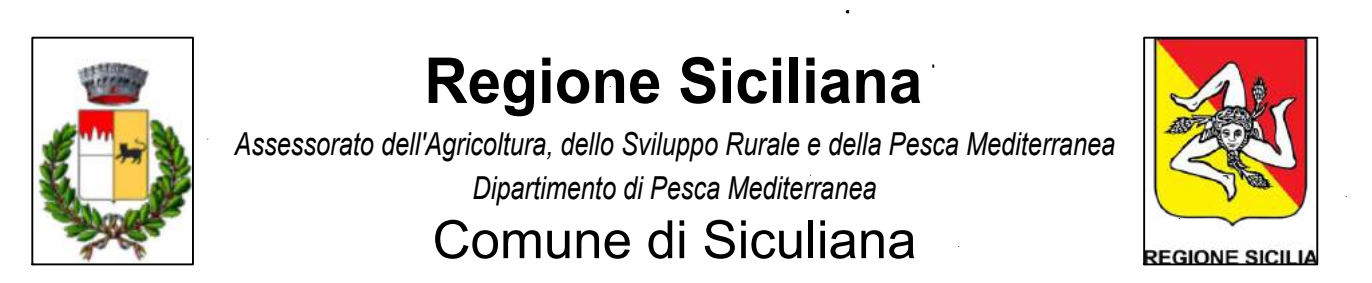 Regione Siciliana
Assessorato dell'Agricoltura, dello Sviluppo Rurale e della Pesca Mediterranea
Dipartimento di Pesca Mediterranea
Comune di Siculiana
REGIONE SICILIA